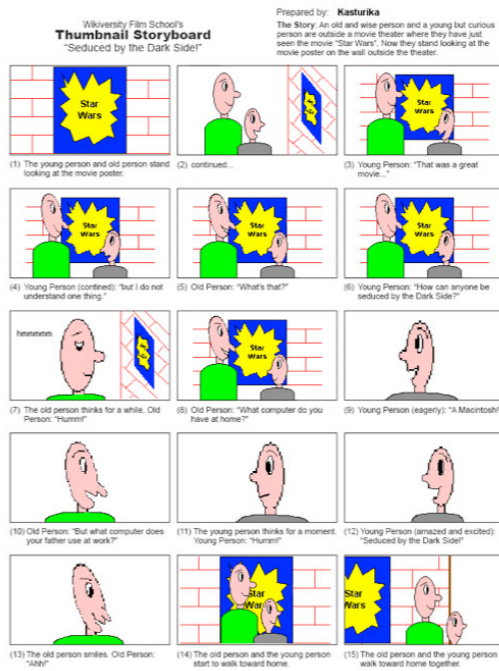 Wikiversity Film School's
Thumbnail Storyboard
"Seduced by the Dark Side!"
Prepared by: Kasturika
The Story: An old and wise person and a young but curious
person are outside a movie theater where they have just
seen the movie "Star Wars". Now they stand looking at the
movie poster on the wall outside the theater.
Star
Wars
Star
Wars
(1) The young person and old person stand
looking at the movie poster.
(2) continued...
(3) Young Person: "That was a great
movie..."
Star
Wars
Star
Wars
Star
Wars
(4) Young Person (contined): "but I do not
understand one thing."
(5) Old Person: "What's that?"
(6) Young Person: "How can anyone be
seduced by the Dark Side?"
hmmmmm
Star
Wars
(7) The old person thinks for a while. Old
Person: "Humm!"
(8) Old Person: "What computer do you
have at home?"
(9) Young Person (eagerly): "A Macintosh!
(10) Old Person: "But what computer does
your father use at work?"
(11) The young person thinks for a moment.
Young Person: "Humm!"
(12) Young Person (amazed and excited):
"Seduced by the Dark Side!"
Star
War
Star
Wars
(13) The old person smiles. Old Person:
"Ahh!"
(14) The old person and the young person
start to walk toward home.
(15) The old person and the young person
walk toward home together.